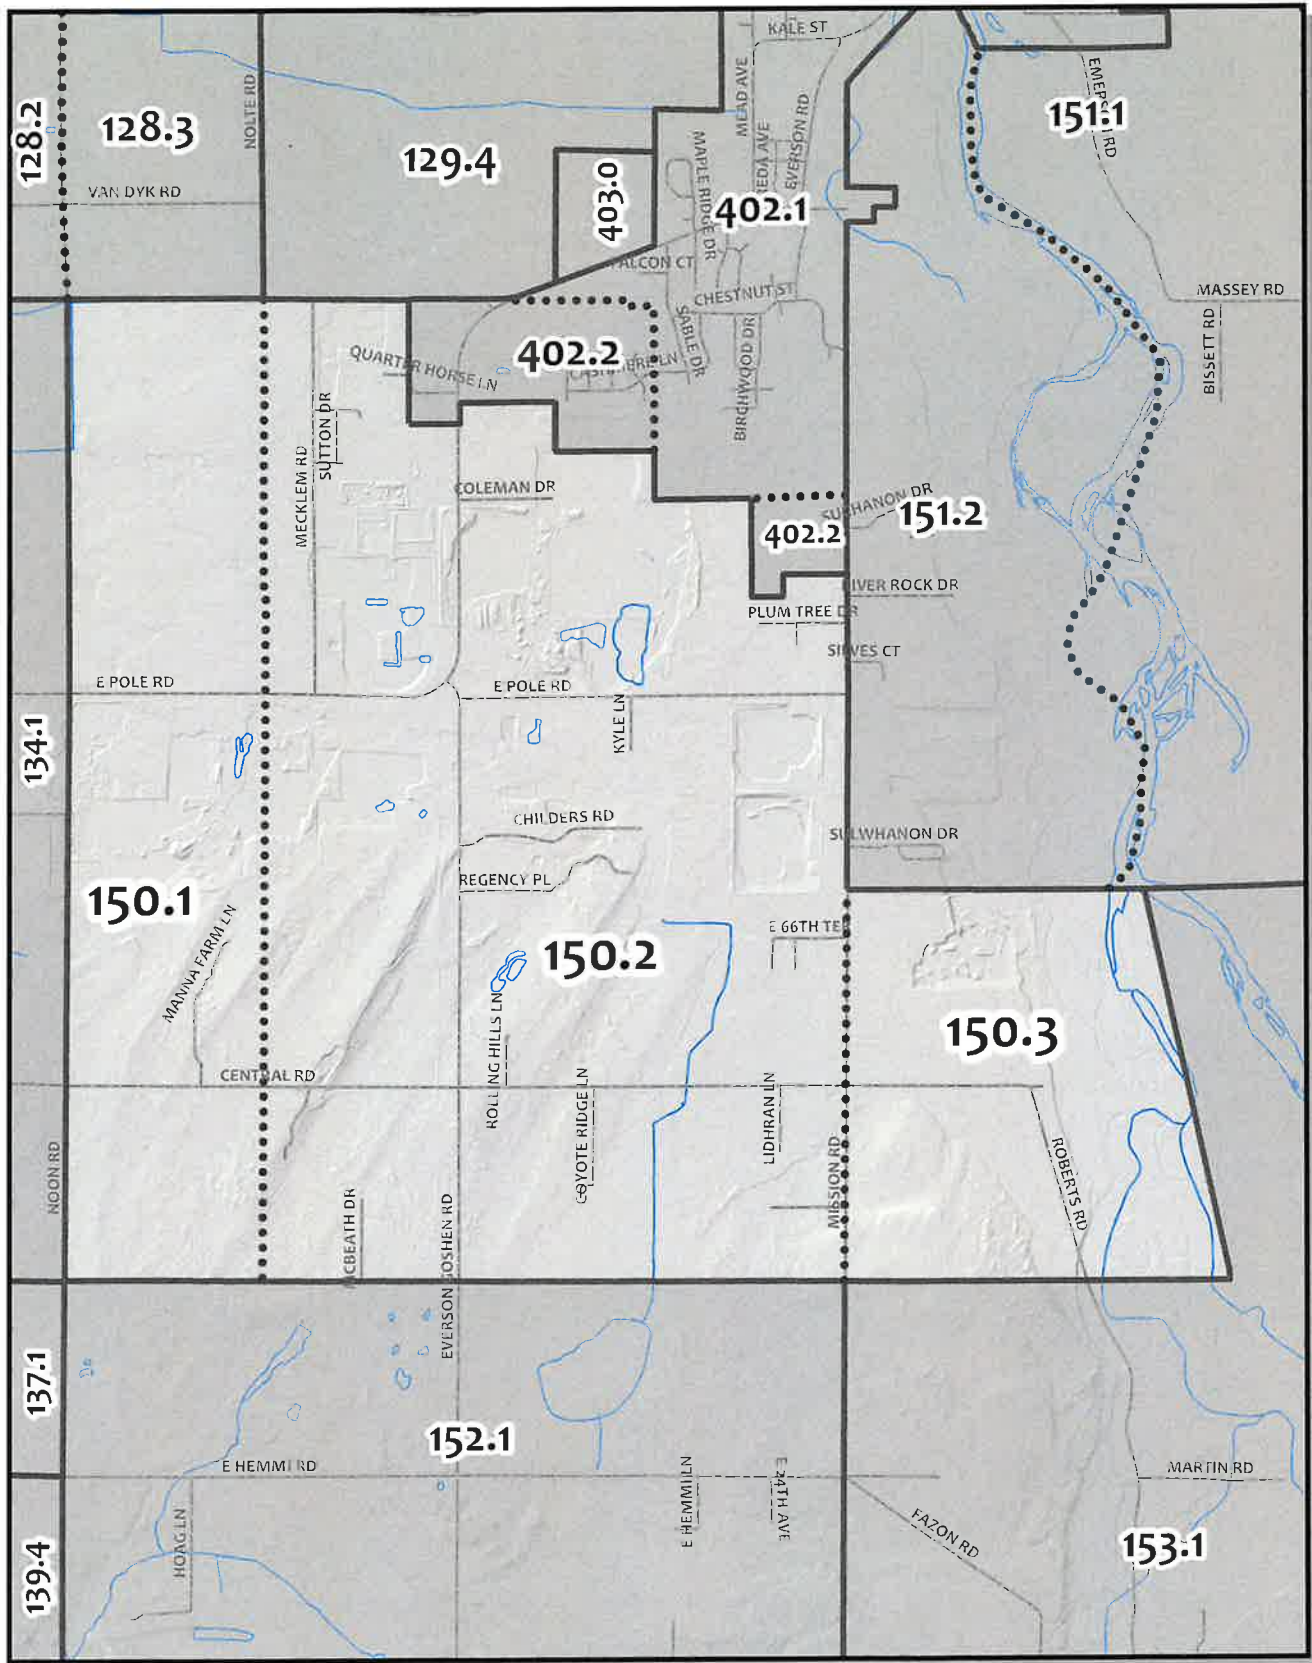 KALE ST
128.2
128.3
NOLTE RD
129.4
403.0
MEAD AVE
EVERSON RD
MAPLE RIDGE DR
402.1
151.1
VAN DYK RD
FALCON CT
CHESTNUT ST
MASSEY RD
BISSETT RD
QUARTER HORSE LN
402.2
SABLE DR
BIRCHWOOD DR
SUTTON DR
MECKLEM RD
COLEMAN DR
402.2
151.2
RIVER ROCK DR
PLUM TREE DR
E POLE RD
E POLE RD
KYLE LN
134.1
CHILDERS RD
SULWHANON DR
REGENCY PL
150.1
MANNA FARM LN
150.2
E 66TH TE
ROLLING HILLS LN
150.3
CENTRAL RD
COYOTE RIDGE LN
LIDHRAN LN
MISSION RD
ROBERTS RD
NOON RD
MCBEATH DR
EVERSON GOSHEN RD
137.1
152.1
E HEMMI RD
E HEMMI LN
E 24TH AVE
MARTIN RD
HOAG LN
FAZON RD
153.1
139.4